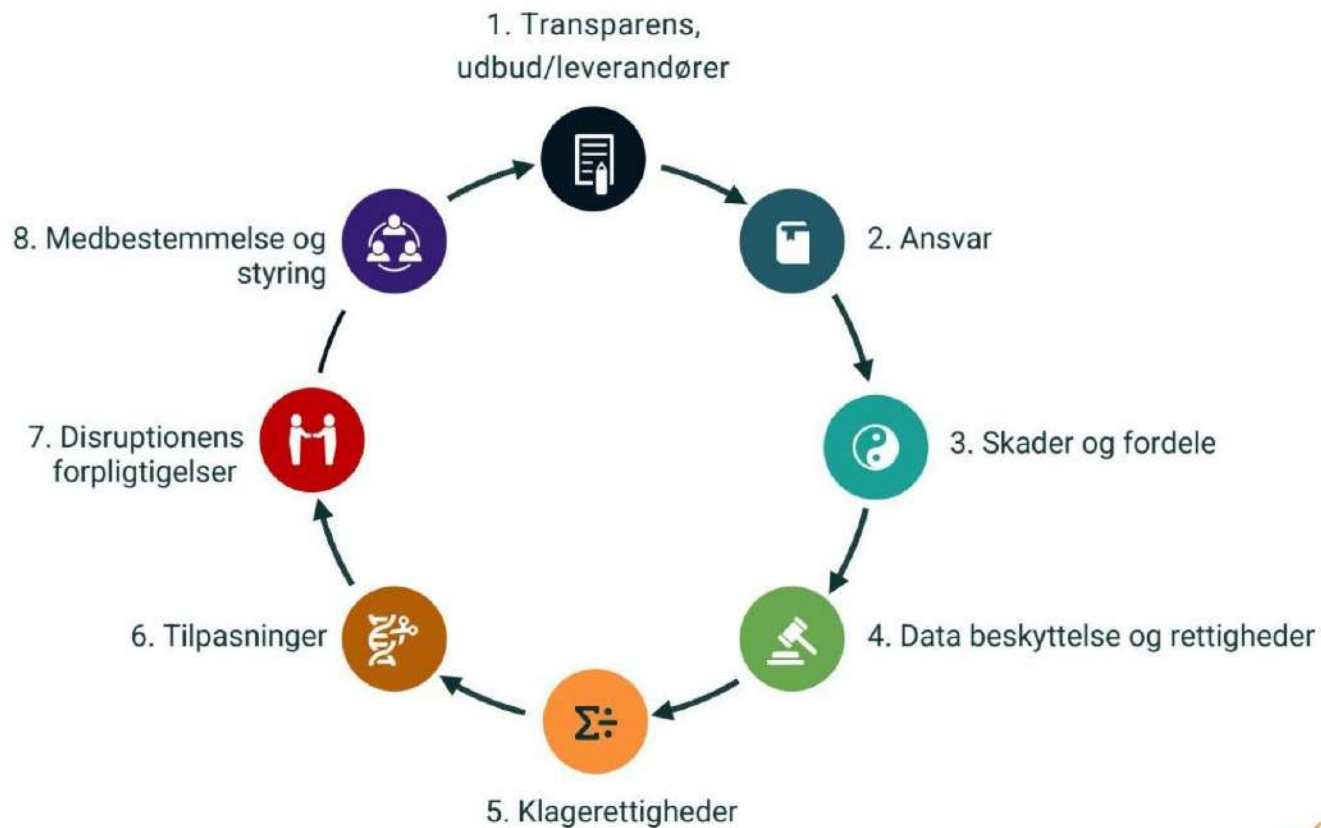 1. Transparens,
udbud/leverandører
2. Ansvar
3. Skader og fordele
4. Data beskyttelse og rettigheder
5. Klagerettigheder
6. Tilpasninger
7. Disruptionens
forpligtigelser
8. Medbestemmelse og
styring
Σ÷